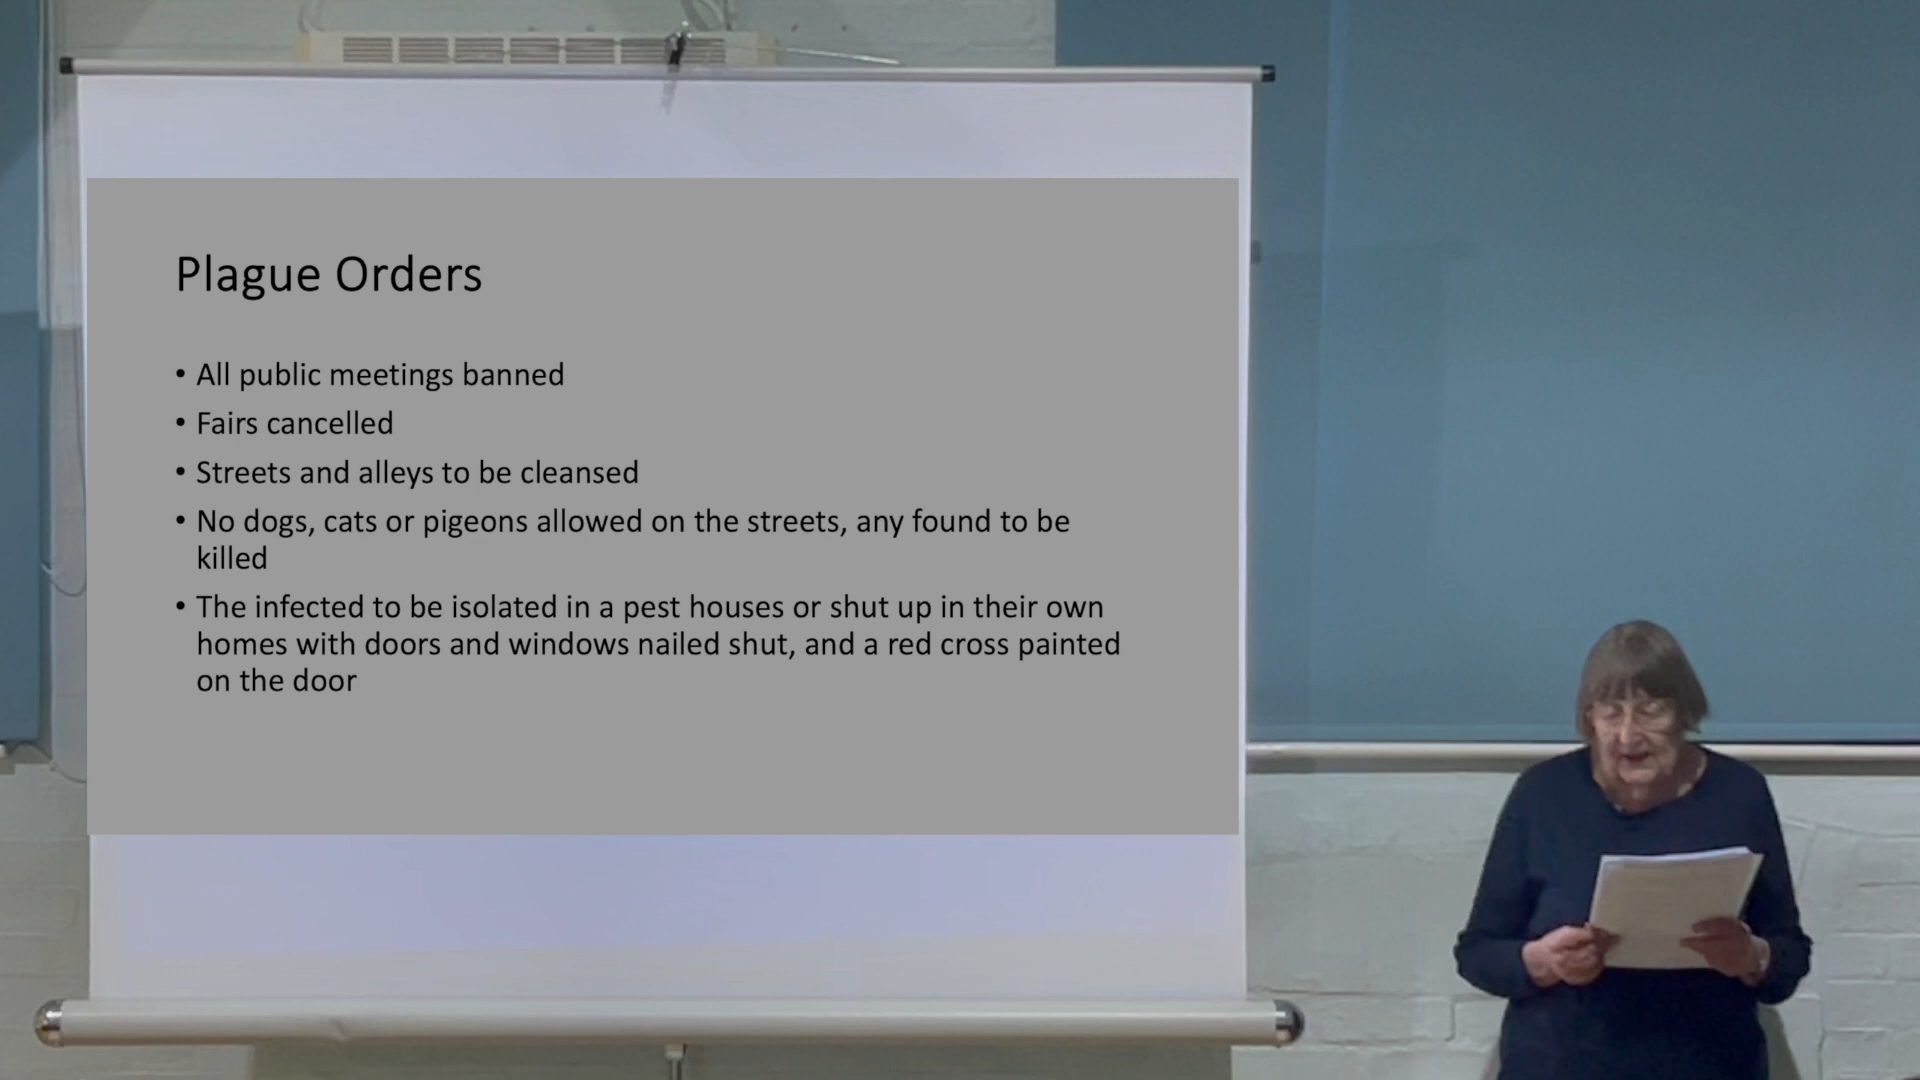 Plague Orders
• All public meetings banned
• Fairs cancelled
• Streets and alleys to be cleansed
• No dogs, cats or pigeons allowed on the streets, any found to be
killed
• The infected to be isolated in a pest houses or shut up in their own
homes with doors and windows nailed shut, and a red cross painted
on the door